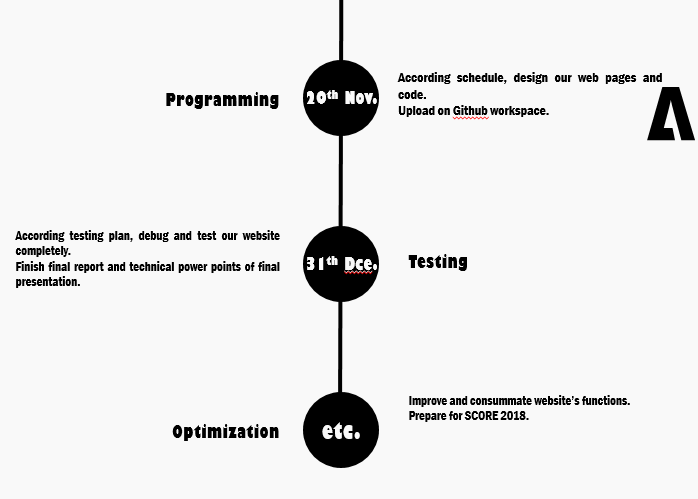 Programming
20th Nov.
According schedule, design our web pages and
code.
Upload on Github workspace.
A
According testing plan, debug and test our website
completely.
Finish final report and technical power points of final
presentation.
31th Dce.
Testing
Optimization
etc.
Improve and consummate website's functions.
Prepare for SCORE 2018.